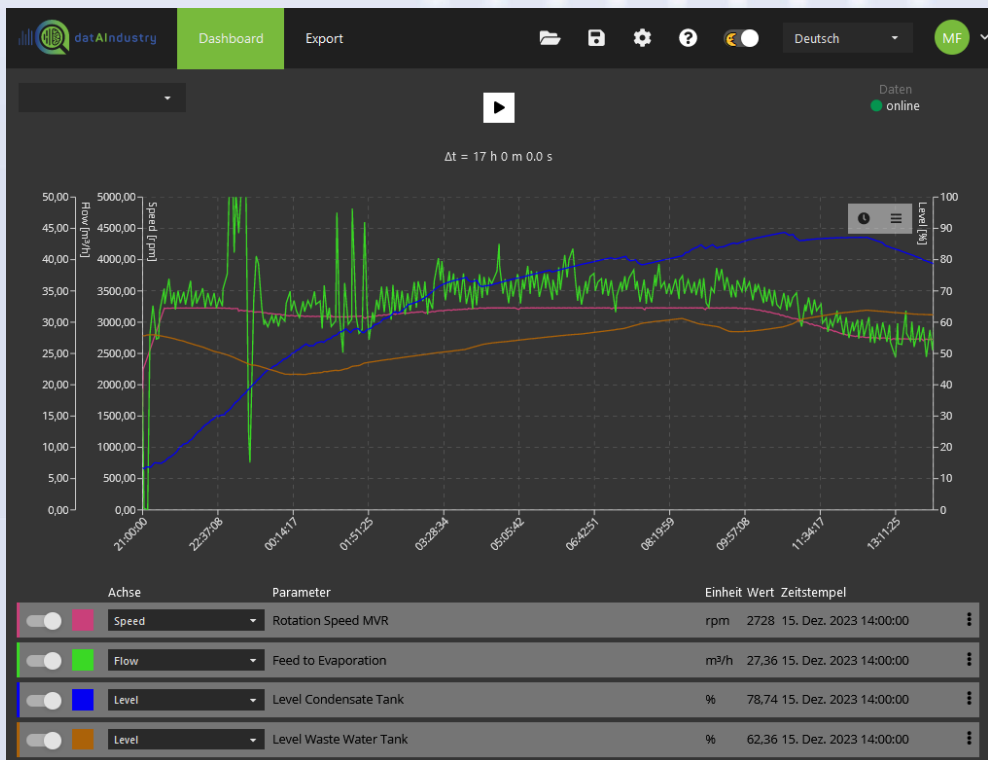 datAIndustry Dashboard Export Deutsch MF
Daten
online
Δt = 17 h 0 m 0.0 s
50,00 5000,00 100
45,00 4500,00 90
40,00 4000,00 80
35,00 3500,00 70
30,00 3000,00 60
25,00 2500,00 50
20,00 2000,00 40
15,00 1500,00 30
10,00 1000,00 20
5,00 500,00 10
0,00 0,00 0
Flow [m³/h]
Speed [rpm]
Level [%]
21:00:00 22:37:08 00:14:17 01:51:25 03:28:34 05:05:42 06:42:51 08:19:59 09:57:08 11:34:17 13:11:25
Achse Parameter Einheit Wert Zeitstempel
Speed Rotation Speed MVR rpm 2728 15. Dez. 2023 14:00:00
Flow Feed to Evaporation m³/h 27,36 15. Dez. 2023 14:00:00
Level Level Condensate Tank % 78,74 15. Dez. 2023 14:00:00
Level Level Waste Water Tank % 62,36 15. Dez. 2023 14:00:00